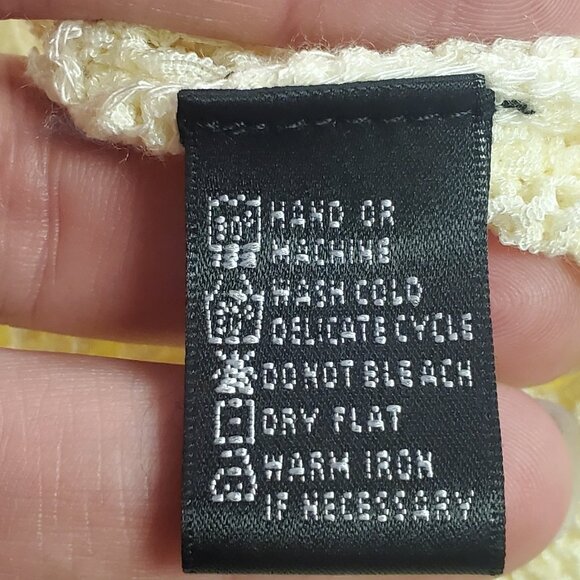 HAND OR
MACHINE
WASH COLD
DELICATE CYCLE
DO NOT BLEACH
DRY FLAT
WARM IRON
IF NECESSARY